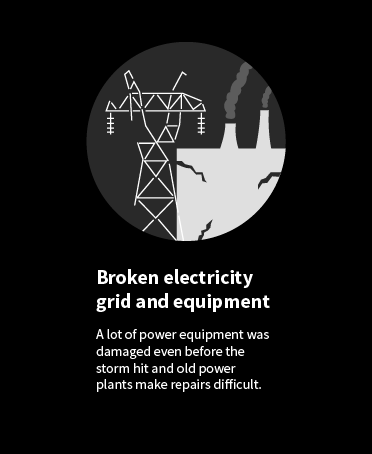 Broken electricity
grid and equipment
A lot of power equipment was
damaged even before the
storm hit and old power
plants make repairs difficult.